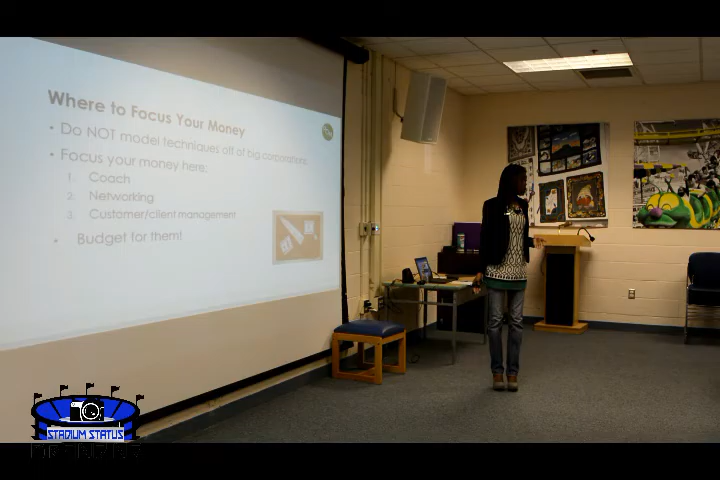 Where to Focus Your Money
• Do NOT model techniques off of big corporations
• Focus your money here:
1. Coach
2. Networking
3. Customer/client management
• Budget for them!
STADIUM STATUS